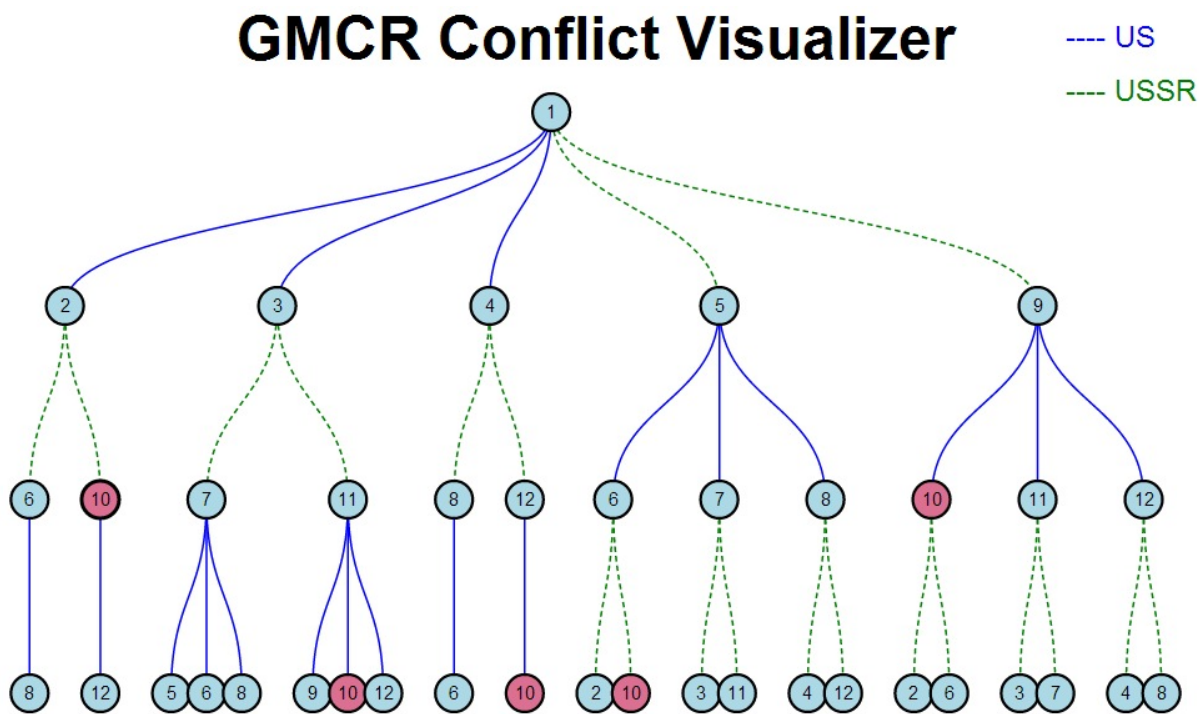 GMCR Conflict Visualizer
---- US
---- USSR
1
2 3 4 5 9
6 10 7 11 8 12 6 7 8 10 11 12
8 12 5 6 8 9 10 12 6 10 2 10 3 11 4 12 2 6 3 7 4 8